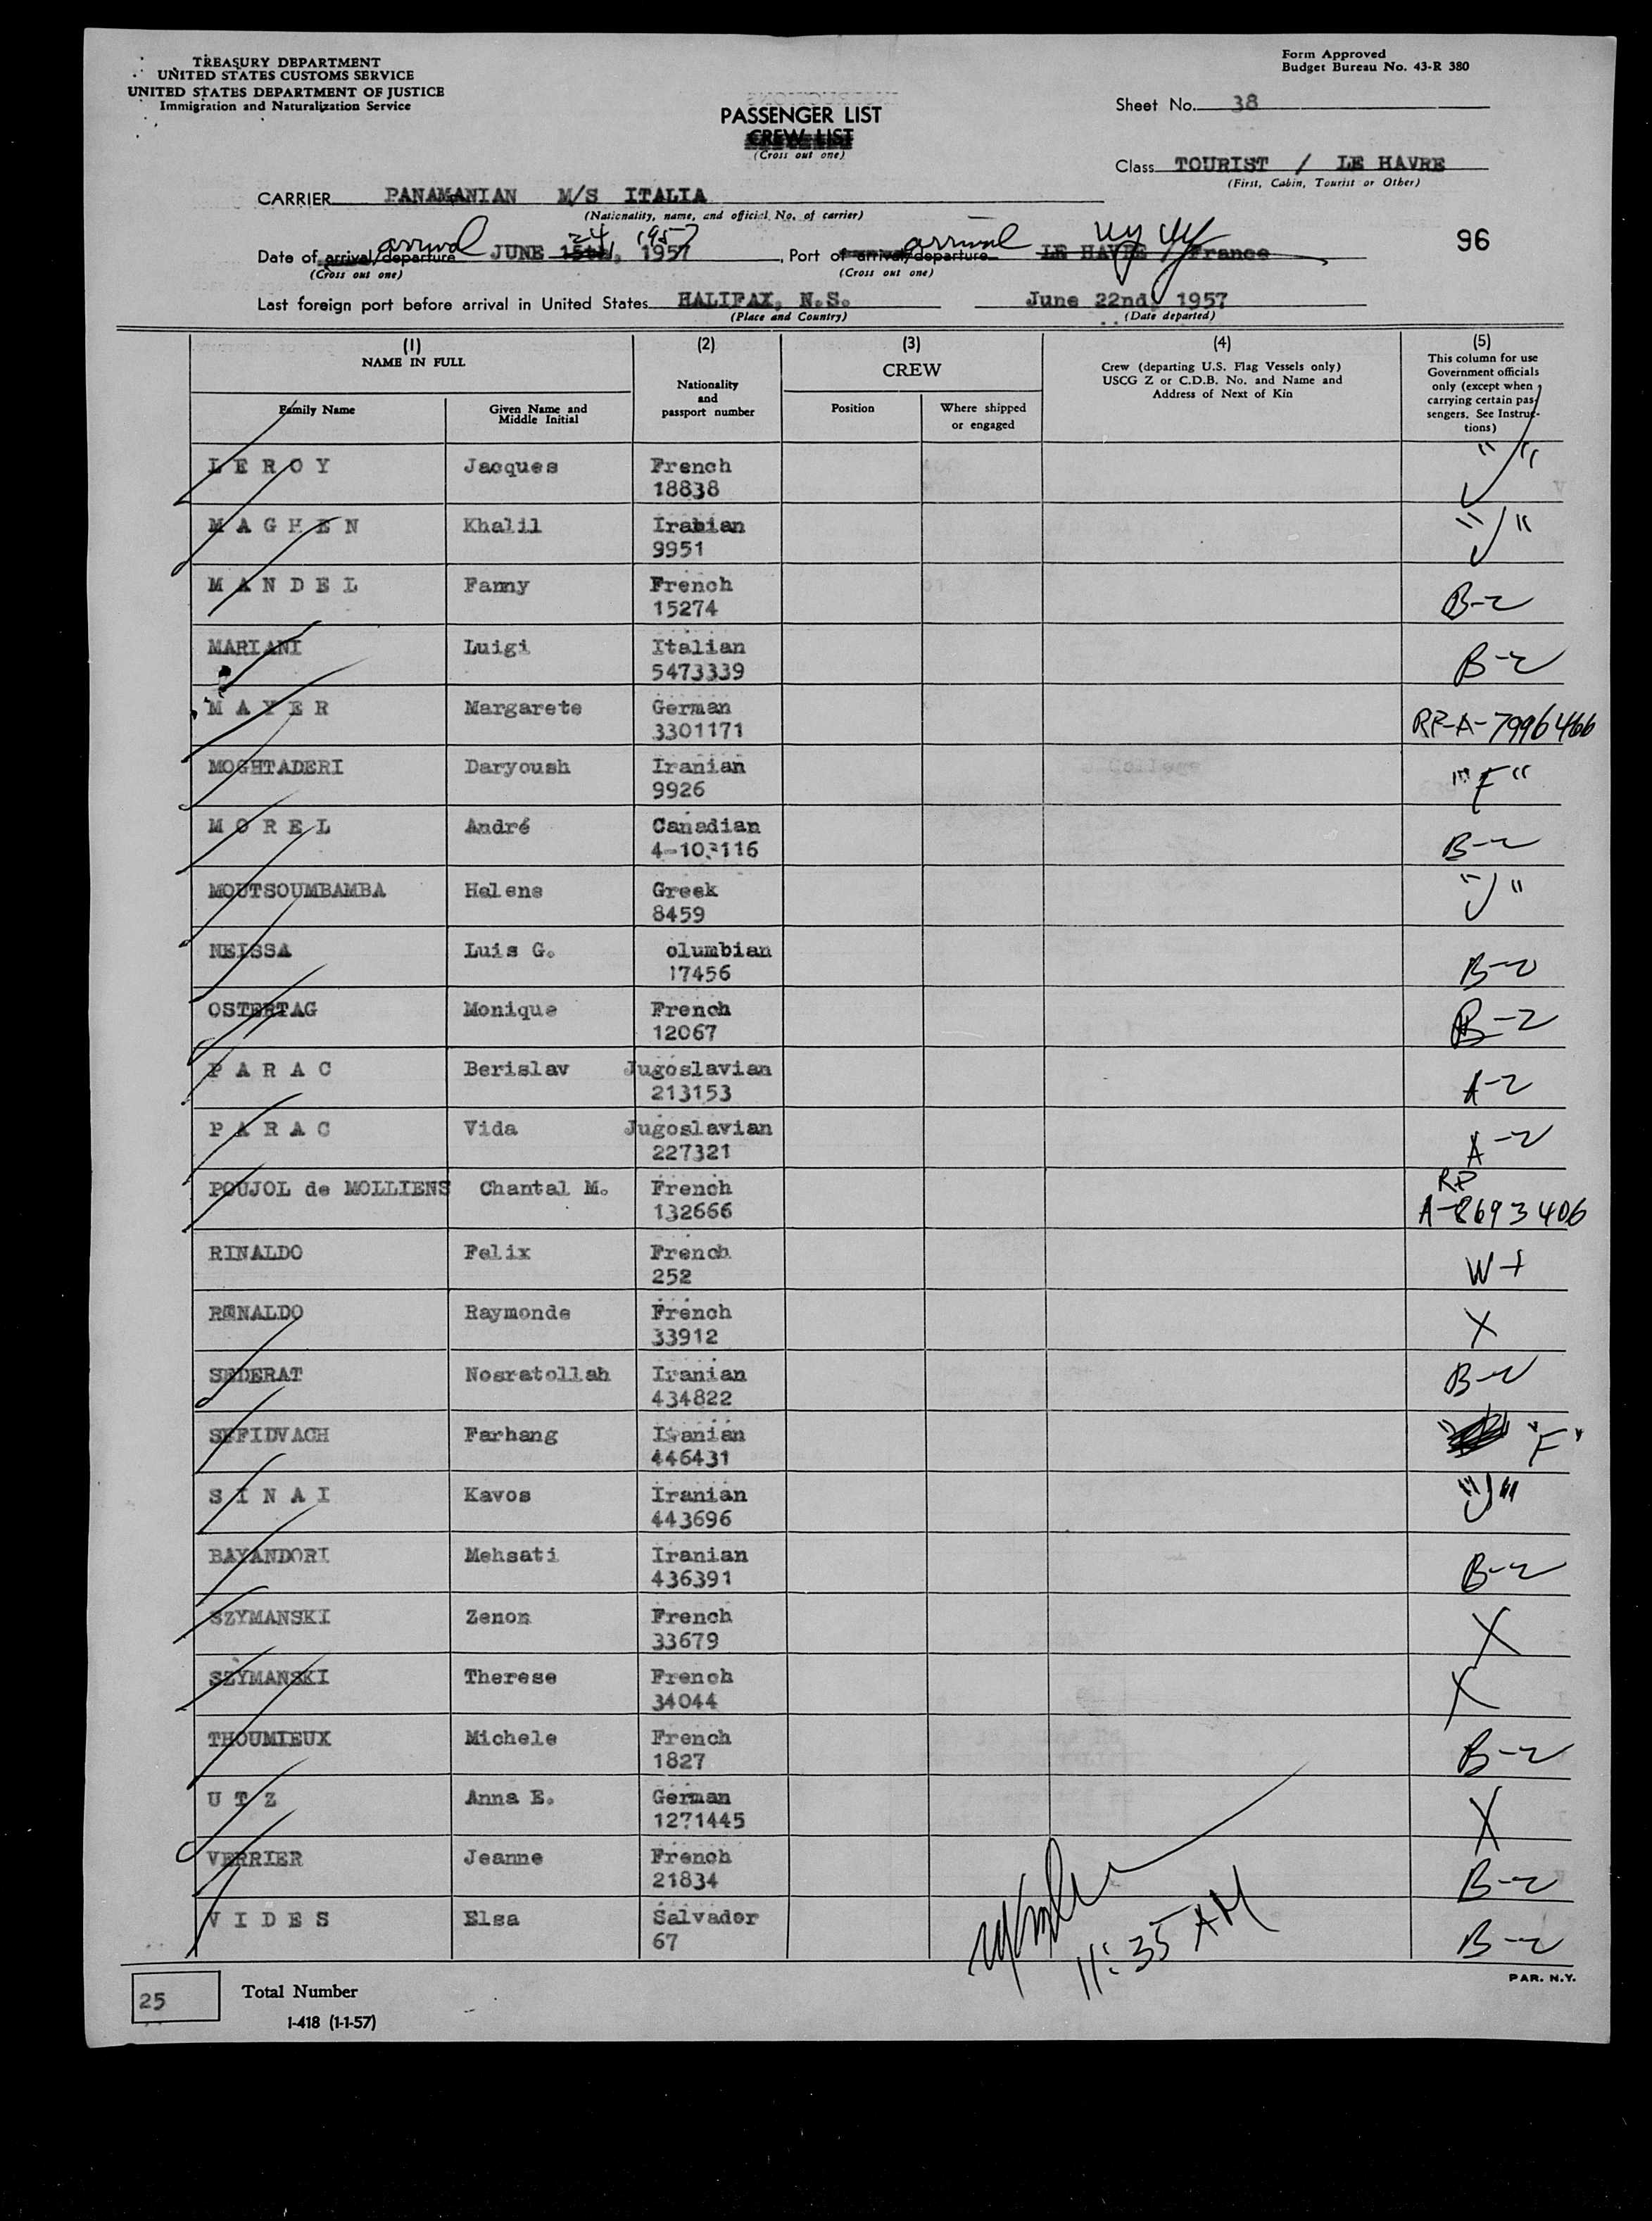 TREASURY DEPARTMENT
UNITED STATES CUSTOMS SERVICE
UNITED STATES DEPARTMENT OF JUSTICE
Immigration and Naturalization Service
Form Approved
Budget Bureau No. 43-R 380
Sheet No. 38
PASSENGER LIST
CREW LIST
(Cross out one)
Class TOURIST / LE HAVRE
(First, Cabin, Tourist or Other)
CARRIER PANAMANIAN M/S ITALIA
(Nationality, name, and official No. of carrier)
arrival 24 1957 arrival NY NY
96
Date of arrival/departure JUNE 15th, 1957, Port of arrival/departure LE HAVRE / France
(Cross out one) (Cross out one)
Last foreign port before arrival in United States HALIFAX, N.S. June 22nd, 1957
(Place and Country) (Date departed)
(1) NAME IN FULL
Family Name
Given Name and Middle Initial
(2) Nationality and passport number
(3) CREW
Position
Where shipped or engaged
(4) Crew (departing U.S. Flag Vessels only) USCG Z or C.D.B. No. and Name and Address of Next of Kin
(5) This column for use Government officials only (except when carrying certain passengers. See Instructions)
LEROY Jacques French 18838 "J"
MAGHEN Khalil Irabian 9951 "J"
MANDEL Fanny French 15274 B-2
MARIANI Luigi Italian 5473339 B-2
MAYER Margarete German 3301171 RP-A-7996466
MOGHTADERI Daryoush Iranian 9926 "F"
MOREL André Canadian 4-103116 B-2
MOUTSOUMBAMBA Helene Greek 8459 "J"
NEISSA Luis G. olumbian 17456 B-2
OSTERTAG Monique French 12067 B-2
PARAC Berislav Jugoslavian 213153 A-2
PARAC Vida Jugoslavian 227321 A-2
POUJOL de MOLLIENS Chantal M. French 132666 RP A-8693406
RINALDO Felix French 252
RINALDO Raymonde French 33912 X
SEDERAT Nosratollah Iranian 434822 B-2
SEFIDVACH Farhang Iranian 446431 "F"
SINAI Kavos Iranian 443696 "J"
BAYANDORI Mehsati Iranian 436391 B-2
SZYMANSKI Zenon French 33679 X
SZYMANSKI Therese French 34044 X
THOUMIEUX Michele French 1827 B-2
UTZ Anna E. German 1271445 X
VERRIER Jeanne French 21834 B-2
VIDES Elsa Salvador 67 B-2
11:35 AM
PAR. N.Y.
25 Total Number
I-418 (1-1-57)